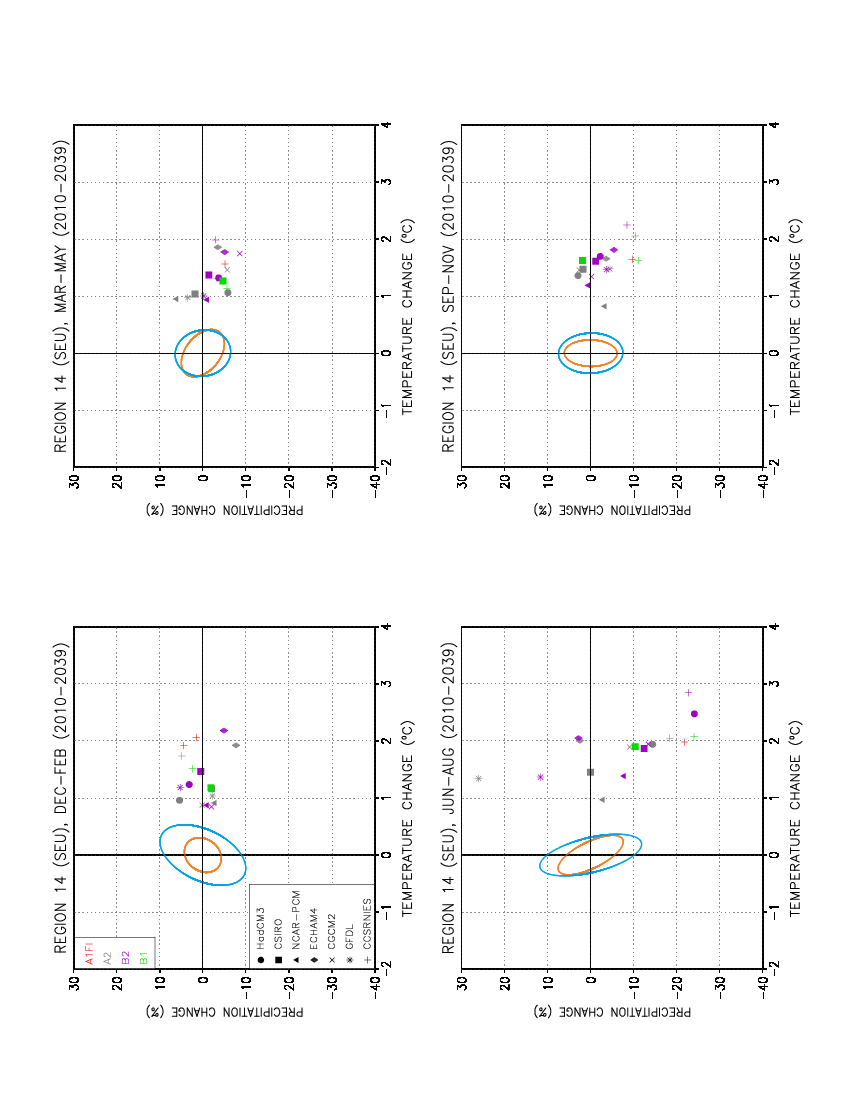 REGION 14 (SEU), DEC-FEB (2010-2039)
PRECIPITATION CHANGE (%)
30
20
10
0
-10
-20
-30
-40
-2
-1
0
1
2
3
4
TEMPERATURE CHANGE (ºC)
A1FI
A2
B2
B1
HadCM3
CSIRO
NCAR-PCM
ECHAM4
CGCM2
GFDL
CCSRNIES
REGION 14 (SEU), MAR-MAY (2010-2039)
PRECIPITATION CHANGE (%)
30
20
10
0
-10
-20
-30
-40
-2
-1
0
1
2
3
4
TEMPERATURE CHANGE (ºC)
REGION 14 (SEU), JUN-AUG (2010-2039)
PRECIPITATION CHANGE (%)
30
20
10
0
-10
-20
-30
-40
-2
-1
0
1
2
3
4
TEMPERATURE CHANGE (ºC)
REGION 14 (SEU), SEP-NOV (2010-2039)
PRECIPITATION CHANGE (%)
30
20
10
0
-10
-20
-30
-40
-2
-1
0
1
2
3
4
TEMPERATURE CHANGE (ºC)